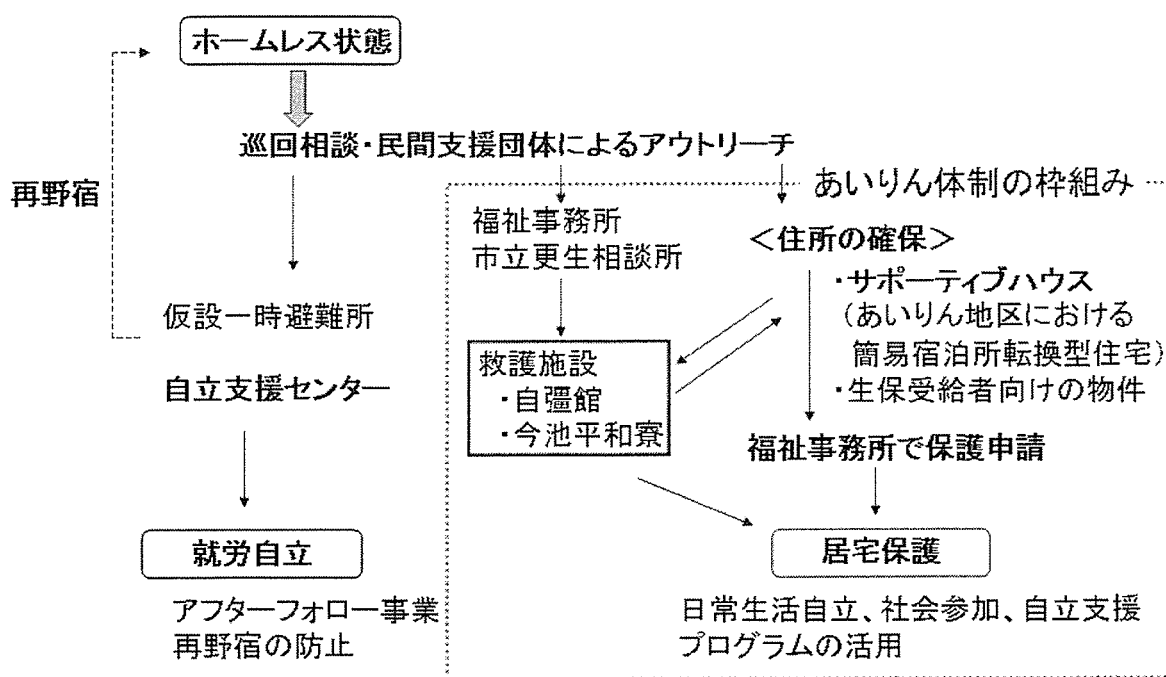 ホームレス状態
巡回相談・民間支援団体によるアウトリーチ
再野宿
あいりん体制の枠組み
福祉事務所
市立更生相談所
＜住所の確保＞
・サポーティブハウス
（あいりん地区における
簡易宿泊所転換型住宅）
・生保受給者向けの物件
仮設一時避難所
自立支援センター
救護施設
・自彊館
・今池平和寮
福祉事務所で保護申請
就労自立
居宅保護
アフターフォロー事業
再野宿の防止
日常生活自立、社会参加、自立支援
プログラムの活用